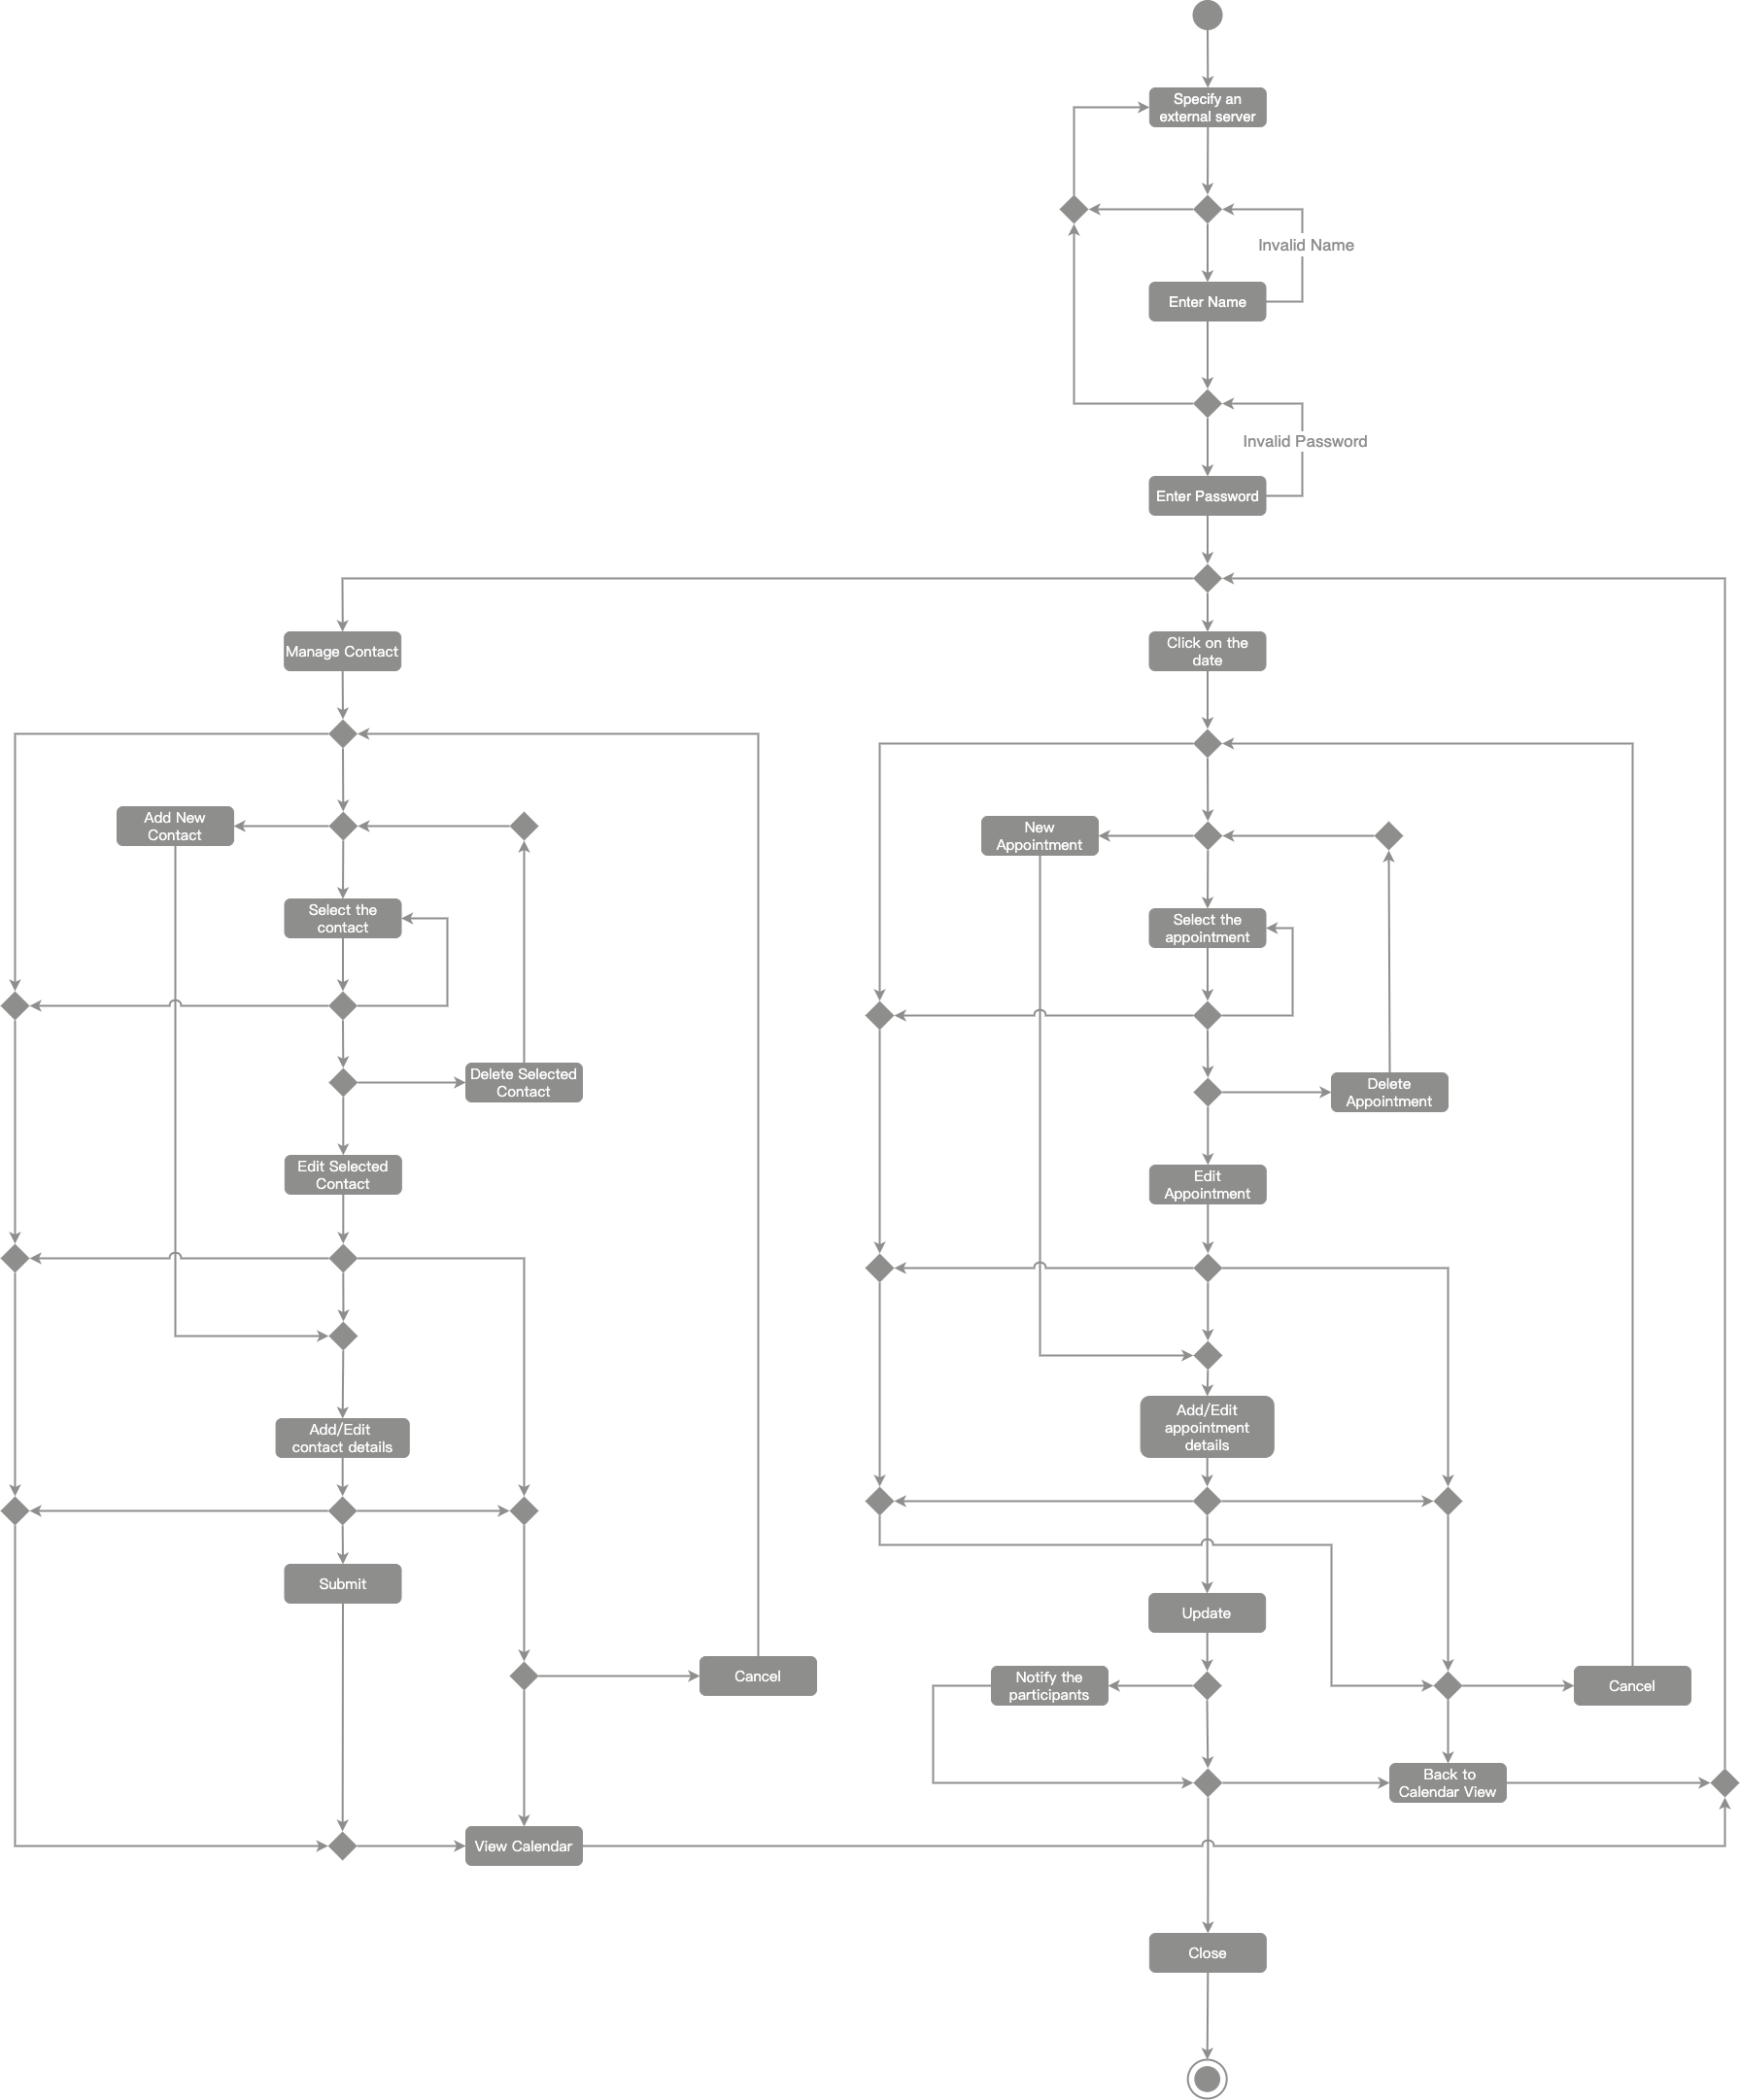 Specify an
external server
Invalid Name
Enter Name
Invalid Password
Enter Password
Manage Contact
Click on the
date
Add New
Contact
New
Appointment
Select the
contact
Select the
appointment
Delete Selected
Contact
Delete
Appointment
Edit Selected
Contact
Edit
Appointment
Add/Edit
contact details
Add/Edit
appointment
details
Submit
Update
Cancel
Notify the
participants
Cancel
Back to
Calendar View
View Calendar
Close